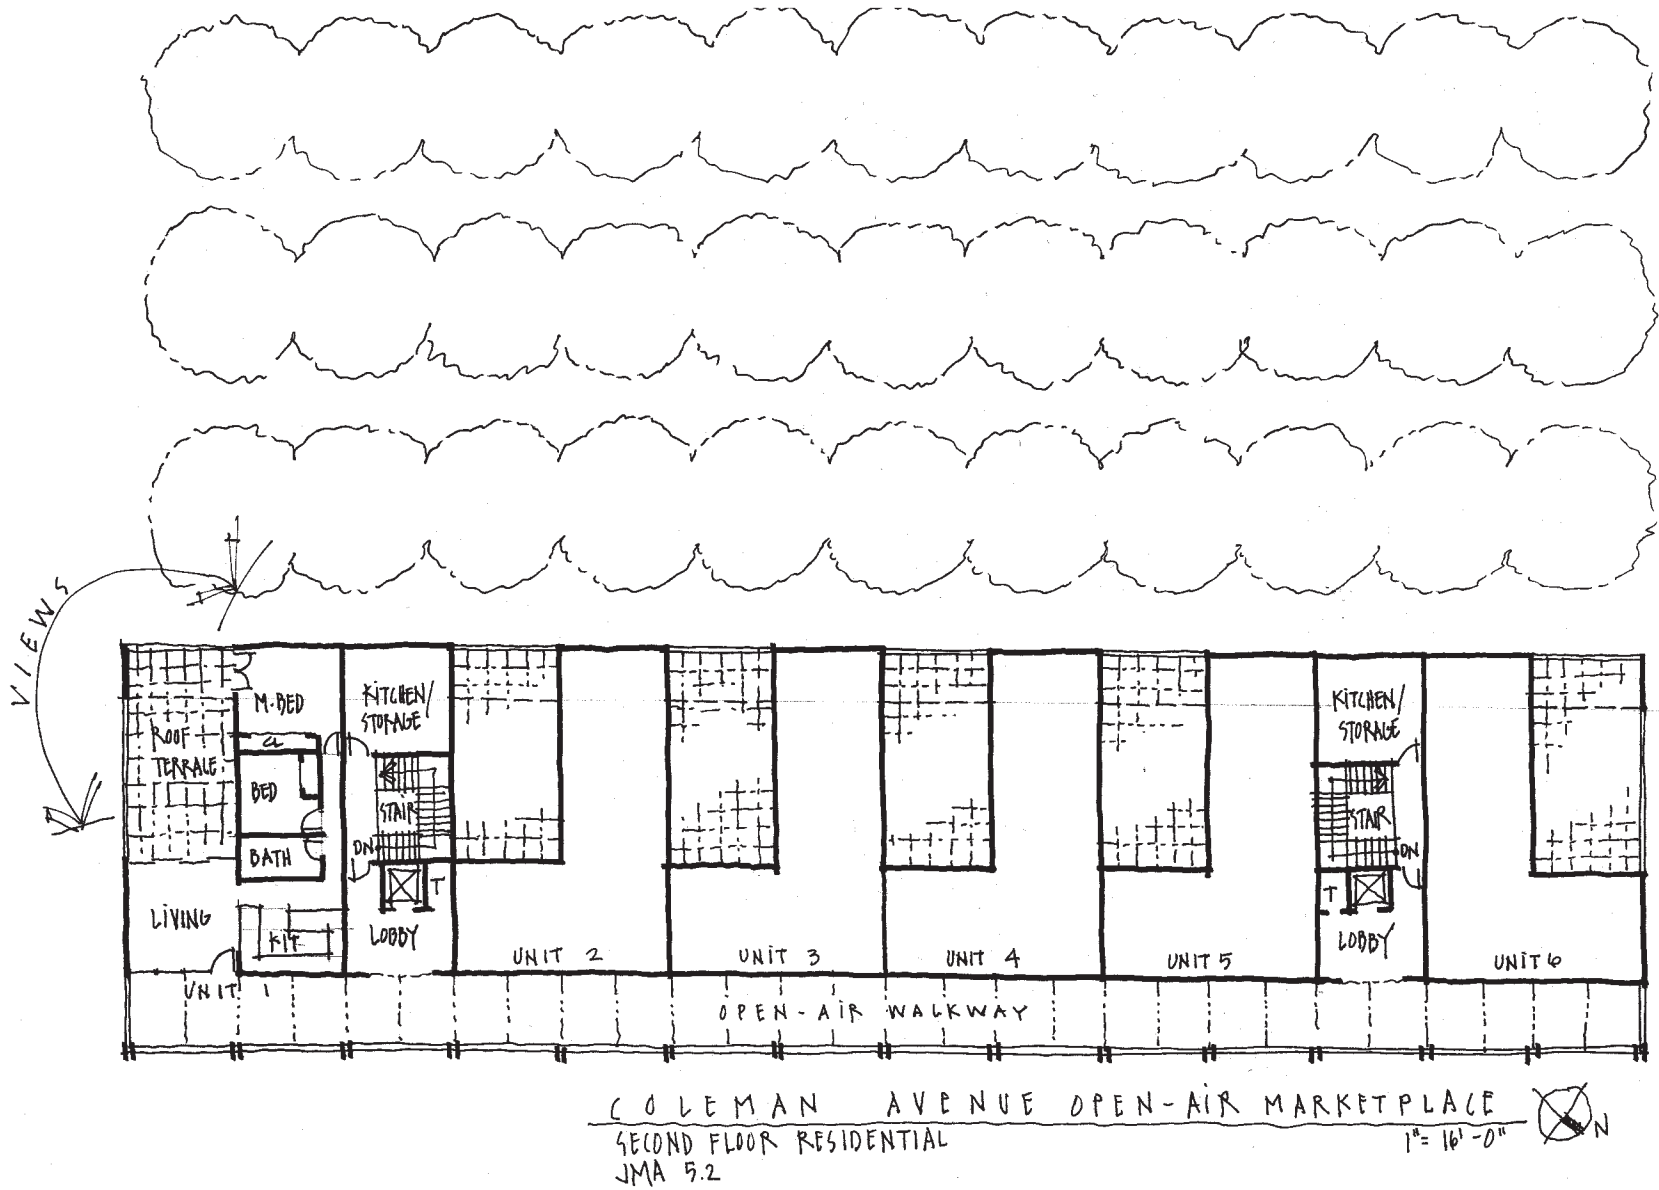 VIEWS
M.BED
KITCHEN/
STORAGE
KITCHEN/
STORAGE
ROOF
TERRACE
CL
BED
STAIR
STAIR
BATH
DN
DN
T
T
LIVING
KIT
LOBBY
LOBBY
UNIT 2
UNIT 3
UNIT 4
UNIT 5
UNIT 6
UNIT 1
OPEN-AIR WALKWAY
COLEMAN AVENUE OPEN-AIR MARKETPLACE
SECOND FLOOR RESIDENTIAL
1" = 16'-0"
N
JMA 5.2